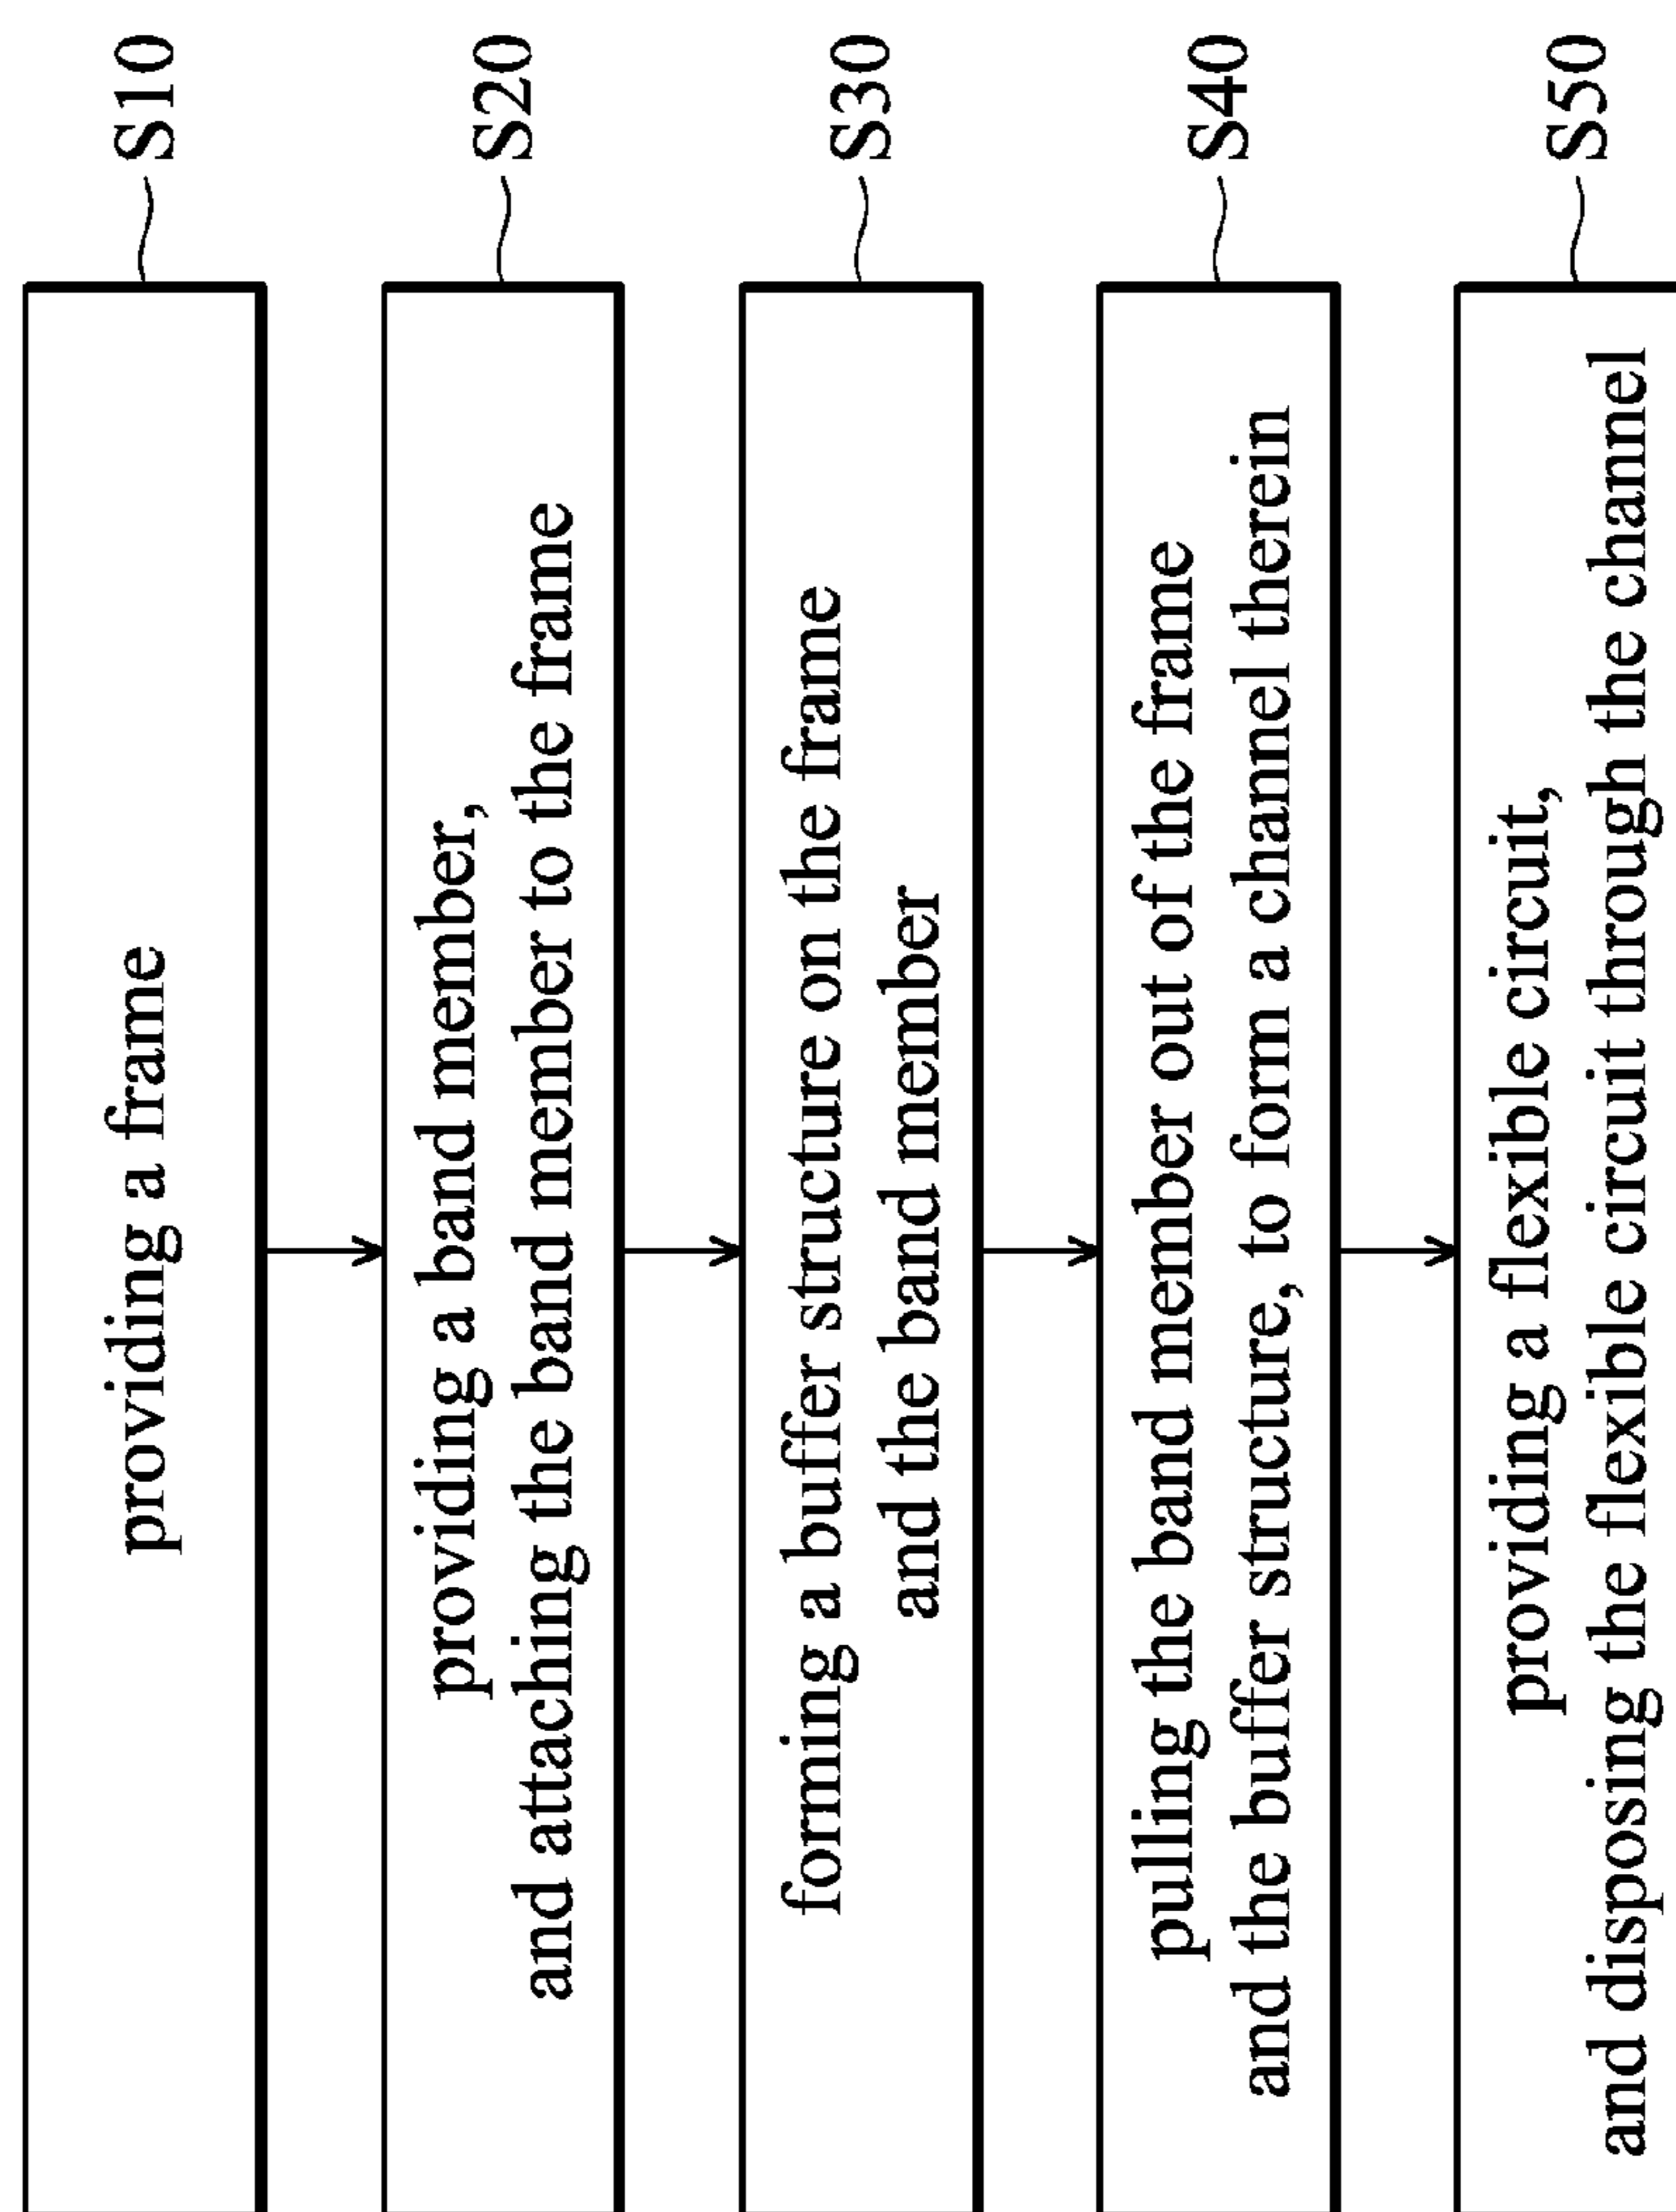 providing a frame
S10
providing a band member,
and attaching the band member to the frame
S20
forming a buffer structure on the frame
and the band member
S30
pulling the band member out of the frame
and the buffer structure, to form a channel therein
S40
providing a flexible circuit,
and disposing the flexible circuit through the channel
S50